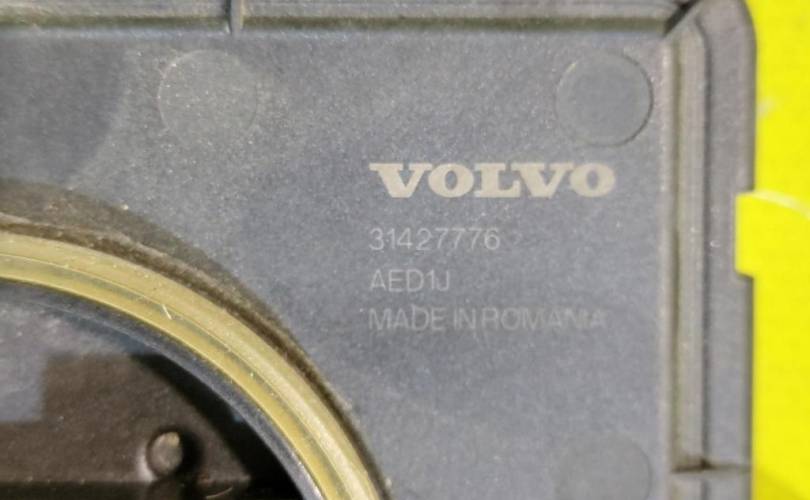 VOLVO
31427776
AED1J
MADE IN ROMANIA